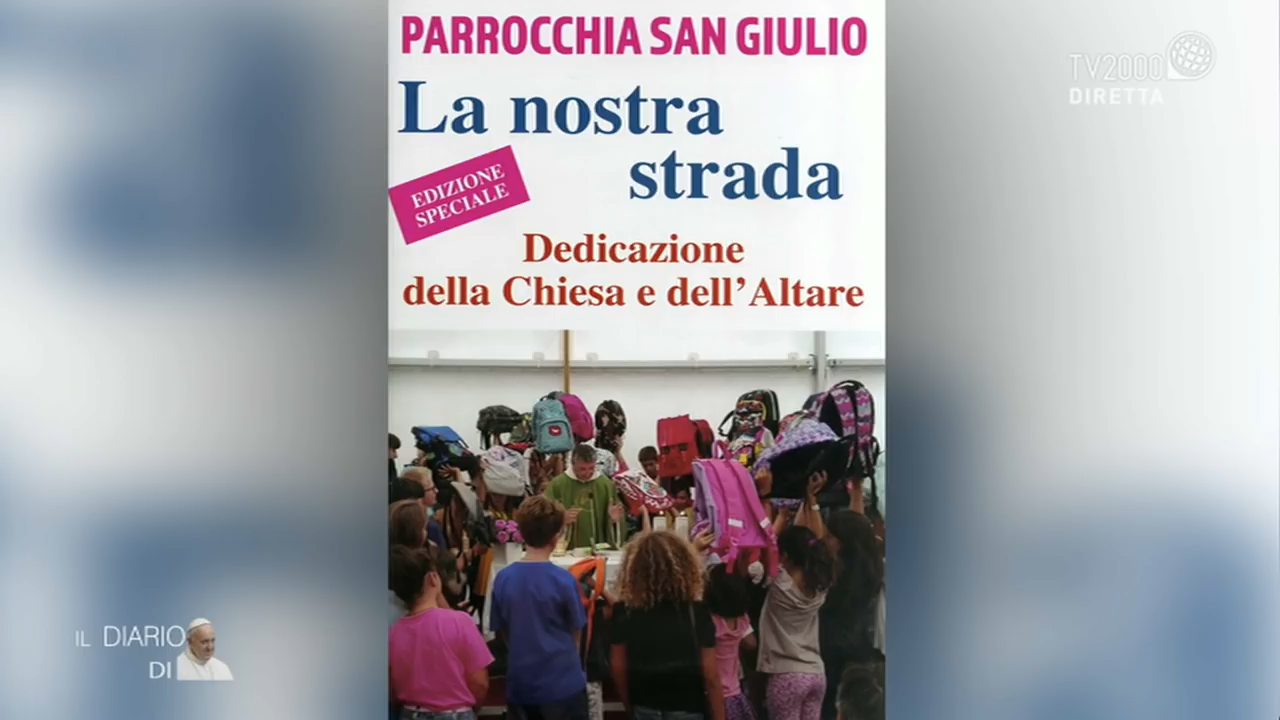 PARROCCHIA SAN GIULIO
La nostra
strada
EDIZIONE
SPECIALE
Dedicazione
della Chiesa e dell'Altare
TV2000
DIRETTA
IL DIARIO
DI